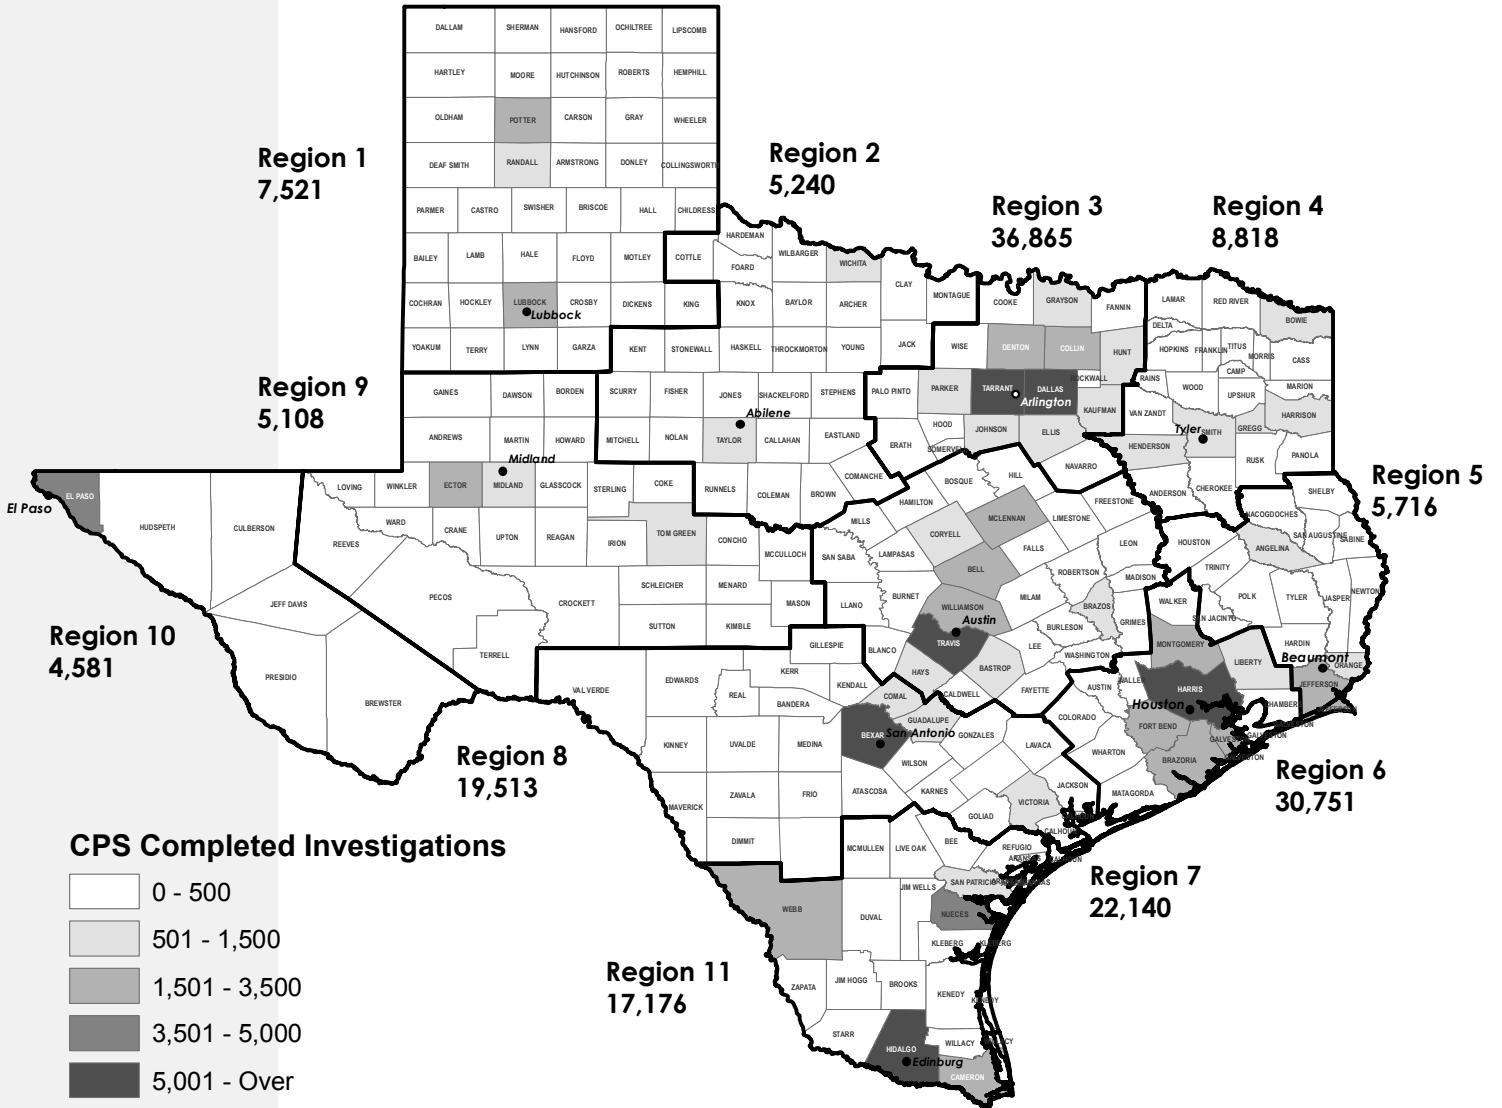 DALLAM SHERMAN HANSFORD OCHILTREE LIPSCOMB
HARTLEY MOORE HUTCHINSON ROBERTS HEMPHILL
OLDHAM POTTER CARSON GRAY WHEELER
Region 1
7,521
DEAF SMITH RANDALL ARMSTRONG DONLEY COLLINGSWORTH
Region 2
5,240
PARMER CASTRO SWISHER BRISCOE HALL CHILDRESS
Region 3
36,865
Region 4
8,818
BAILEY LAMB HALE FLOYD MOTLEY COTTLE
HARDEMAN FOARD WILBARGER WICHITA CLAY MONTAGUE
COOKE GRAYSON FANNIN LAMAR RED RIVER BOWIE
COCHRAN HOCKLEY LUBBOCK CROSBY DICKENS KING KNOX BAYLOR ARCHER
Lubbock
DELTA HOPKINS FRANKLIN TITUS MORRIS CASS
YOAKUM TERRY LYNN GARZA KENT STONEWALL HASKELL THROCKMORTON YOUNG JACK WISE DENTON COLLIN HUNT
CAMP MARION RAINS WOOD UPSHUR HARRISON
Region 9
5,108
GAINES DAWSON BORDEN SCURRY FISHER JONES SHACKELFORD STEPHENS PALO PINTO PARKER TARRANT DALLAS ROCKWALL
Arlington
Abilene
KAUFMAN VAN ZANDT SMITH GREGG
Tyler
ANDREWS MARTIN HOWARD MITCHELL NOLAN TAYLOR CALLAHAN EASTLAND ERATH HOOD SOMERVELL JOHNSON ELLIS HENDERSON RUSK PANOLA
Midland
LOVING WINKLER ECTOR MIDLAND GLASSCOCK STERLING COKE RUNNELS COLEMAN BROWN COMANCHE
BOSQUE HILL NAVARRO ANDERSON CHEROKEE SHELBY
Region 5
5,716
EL PASO
El Paso
HUDSPETH CULBERSON REEVES WARD CRANE UPTON REAGAN IRION TOM GREEN CONCHO MCCULLOCH
MILLS HAMILTON MCLENNAN LIMESTONE FREESTONE NACOGDOCHES SAN AUGUSTINE SABINE
SAN SABA LAMPASAS CORYELL FALLS LEON HOUSTON ANGELINA
BELL ROBERTSON MADISON TRINITY POLK TYLER JASPER NEWTON
JEFF DAVIS PECOS CROCKETT SCHLEICHER MENARD MASON LLANO BURNET WILLIAMSON MILAM BRAZOS GRIMES WALKER SAN JACINTO
SUTTON KIMBLE
Austin
BURLESON HARDIN
Region 10
4,581
TERRELL GILLESPIE BLANCO TRAVIS LEE WASHINGTON MONTGOMERY LIBERTY ORANGE
Beaumont
PRESIDIO BREWSTER VAL VERDE EDWARDS KERR REAL KENDALL BANDERA HAYS BASTROP CALDWELL FAYETTE AUSTIN WALLER HARRIS JEFFERSON
Houston
COMAL GUADALUPE COLORADO FORT BEND
KINNEY UVALDE MEDINA BEXAR
San Antonio
GONZALES LAVACA WHARTON BRAZORIA
Region 8
19,513
WILSON
Region 6
30,751
MAVERICK ZAVALA FRIO ATASCOSA KARNES VICTORIA JACKSON MATAGORDA
GOLIAD
DIMMIT MCMULLEN LIVE OAK BEE REFUGIO
CPS Completed Investigations
Region 7
22,140
0 - 500
501 - 1,500
1,501 - 3,500
3,501 - 5,000
5,001 - Over
WEBB DUVAL JIM WELLS SAN PATRICIO NUECES
KLEBERG KLEBERG
Region 11
17,176
ZAPATA JIM HOGG BROOKS KENEDY KENEDY
STARR HIDALGO WILLACY
Edinburg
CAMERON